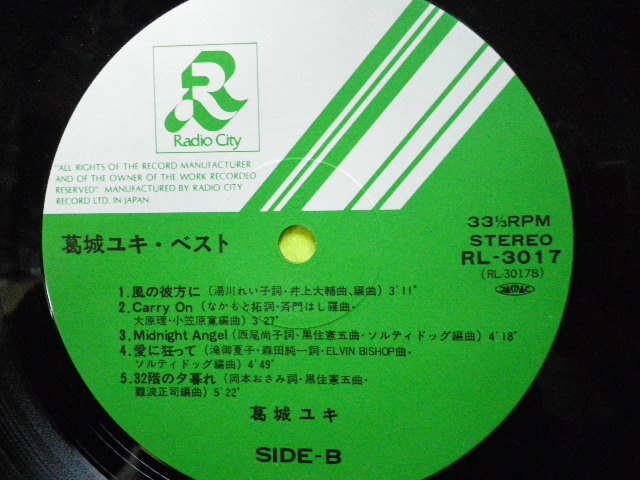 R
Radio City
"ALL RIGHTS OF THE RECORD MANUFACTURER
AND OF THE OWNER OF THE WORK RECORDED
RESERVED" MANUFACTURED BY RADIO CITY
RECORD LTD. IN JAPAN.
葛城ユキ・ベスト
33⅓RPM
STEREO
RL-3017
(RL-3017B)
JASRAC
1.風の彼方に(湯川れい子詞・井上大輔曲、編曲) 3'11"
2.Carry On(なかもと拓詞・斉門はし羅曲・
大原理・小笠原寛編曲) 3'27"
3.Midnight Angel(西尾尚子詞・黒住憲五曲・ソルティドッグ編曲) 4'18"
4.愛に狂って(滝御夏子・森田純一詞・ELVIN BISHOP曲・
ソルティドッグ編曲) 4'49"
5.32階の夕暮れ(岡本おさみ詞・黒住憲五曲・
難波正司編曲) 5'22"
葛城ユキ
SIDE-B